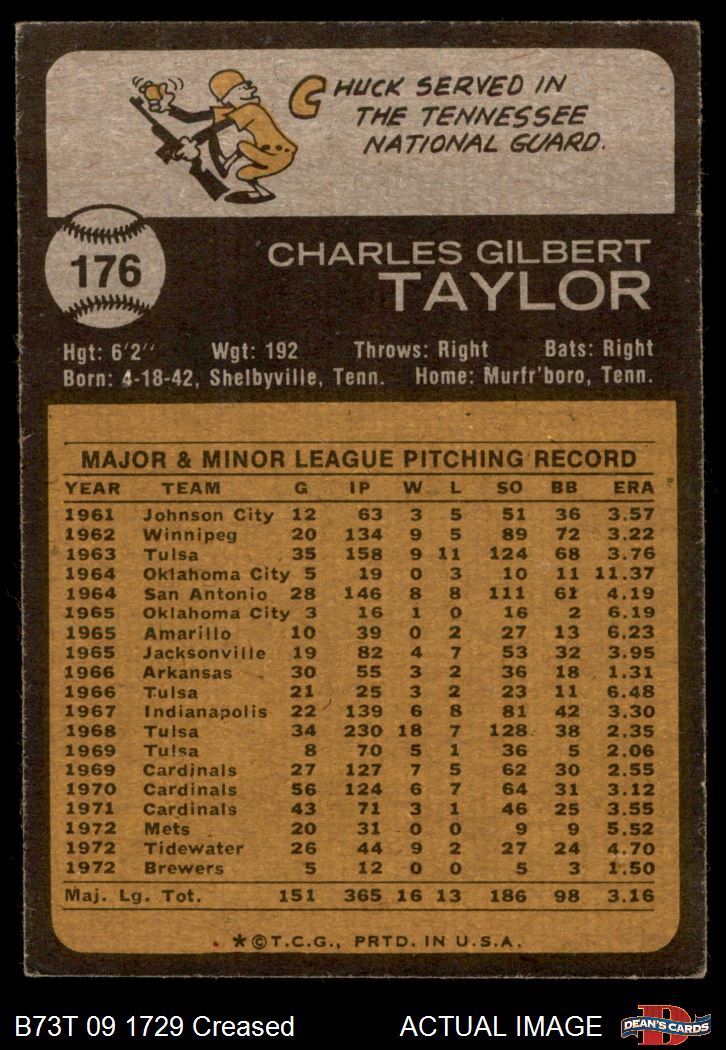 CHUCK SERVED IN
THE TENNESSEE
NATIONAL GUARD.
176
CHARLES GILBERT
TAYLOR
Hgt: 6'2" Wgt: 192 Throws: Right Bats: Right
Born: 4-18-42, Shelbyville, Tenn. Home: Murfr'boro, Tenn.
MAJOR & MINOR LEAGUE PITCHING RECORD
YEAR TEAM G IP W L SO BB ERA
1961 Johnson City 12 63 3 5 51 36 3.57
1962 Winnipeg 20 134 9 5 89 72 3.22
1963 Tulsa 35 158 9 11 124 68 3.76
1964 Oklahoma City 5 19 0 3 10 11 11.37
1964 San Antonio 28 146 8 8 111 61 4.19
1965 Oklahoma City 3 16 1 0 16 2 6.19
1965 Amarillo 10 39 0 2 27 13 6.23
1965 Jacksonville 19 82 4 7 53 32 3.95
1966 Arkansas 30 55 3 2 36 18 1.31
1966 Tulsa 21 25 3 2 23 11 6.48
1967 Indianapolis 22 139 6 8 81 42 3.30
1968 Tulsa 34 230 18 7 128 38 2.35
1969 Tulsa 8 70 5 1 36 5 2.06
1969 Cardinals 27 127 7 5 62 30 2.55
1970 Cardinals 56 124 6 7 64 31 3.12
1971 Cardinals 43 71 3 1 46 25 3.55
1972 Mets 20 31 0 0 9 9 5.52
1972 Tidewater 26 44 9 2 27 24 4.70
1972 Brewers 5 12 0 0 5 3 1.50
Maj. Lg. Tot. 151 365 16 13 186 98 3.16
*©T.C.G., PRTD. IN U.S.A.
B73T 09 1729 Creased ACTUAL IMAGE
D
DEAN'S CARDS